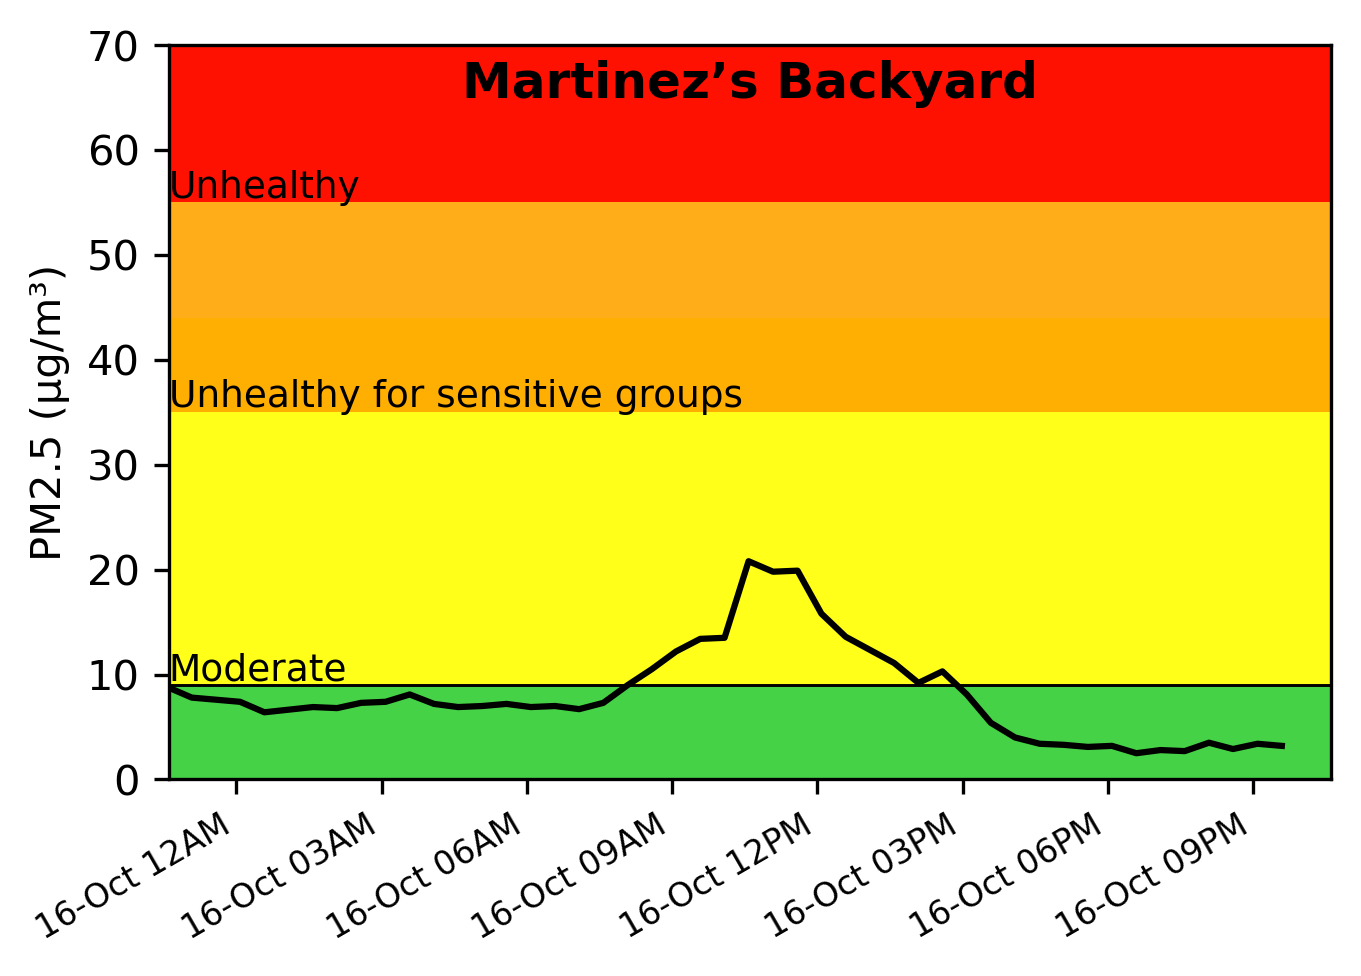 Martinez’s Backyard
PM2.5 (µg/m³)
70
60
Unhealthy
50
40
Unhealthy for sensitive groups
30
20
10
Moderate
0
16-Oct 12AM
16-Oct 03AM
16-Oct 06AM
16-Oct 09AM
16-Oct 12PM
16-Oct 03PM
16-Oct 06PM
16-Oct 09PM